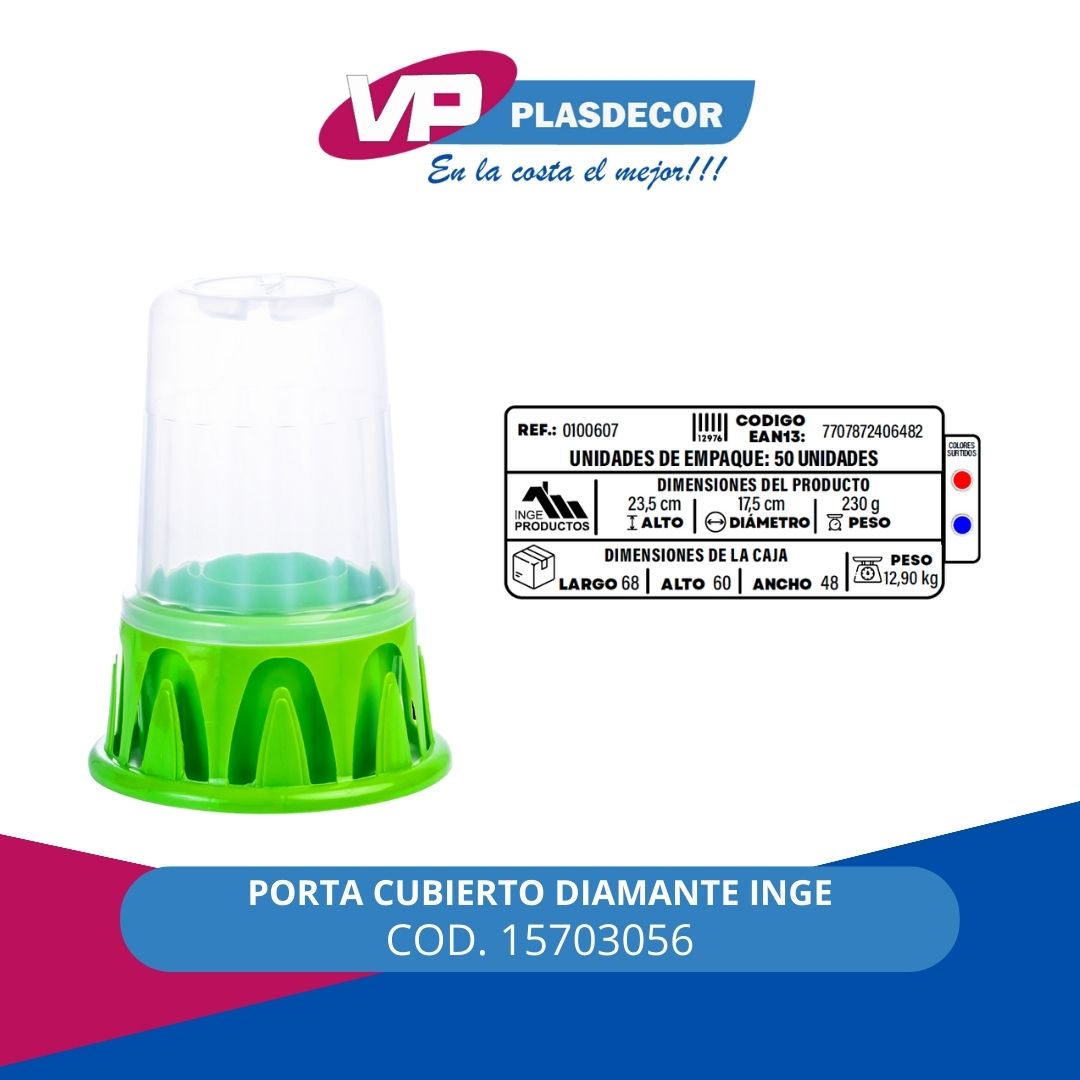 VP PLASDECOR
En la costa el mejor!!!
REF.: 0100607
12976
CODIGO
EAN13: 7707872406482
UNIDADES DE EMPAQUE: 50 UNIDADES
COLORES
SURTIDOS
INGE
PRODUCTOS
DIMENSIONES DEL PRODUCTO
23,5 cm 17,5 cm 230 g
ALTO DIÁMETRO PESO
DIMENSIONES DE LA CAJA
LARGO 68 ALTO 60 ANCHO 48
PESO
12,90 kg
PORTA CUBIERTO DIAMANTE INGE
COD. 15703056